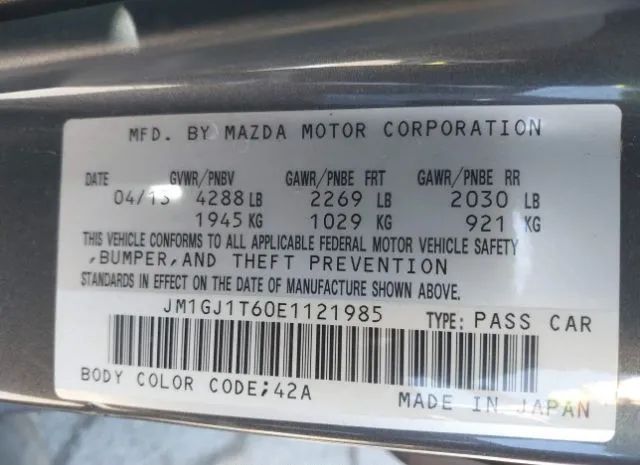 MFD. BY MAZDA MOTOR CORPORATION
DATE GVWR/PNBV GAWR/PNBE FRT GAWR/PNBE RR
04/13 4288 LB 2269 LB 2030 LB
1945 KG 1029 KG 921 KG
THIS VEHICLE CONFORMS TO ALL APPLICABLE FEDERAL MOTOR VEHICLE SAFETY
,BUMPER,AND THEFT PREVENTION
STANDARDS IN EFFECT ON THE DATE OF MANUFACTURE SHOWN ABOVE.
JM1GJ1T60E1121985 TYPE: PASS CAR
BODY COLOR CODE;42A MADE IN JAPAN